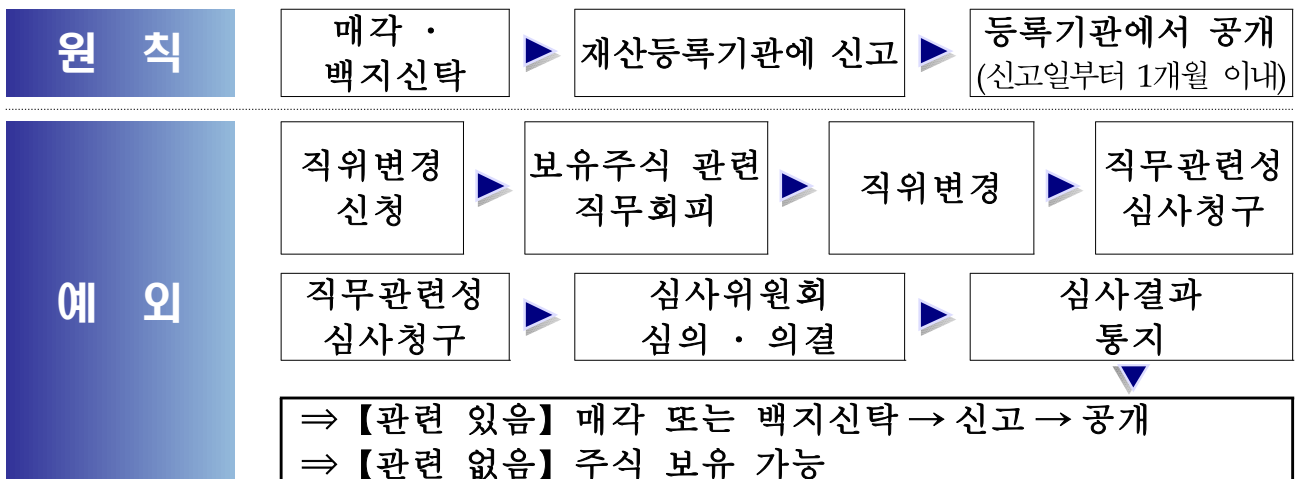 원 칙
매각 ·
백지신탁
재산등록기관에 신고
등록기관에서 공개
(신고일부터 1개월 이내)
예 외
직위변경
신청
보유주식 관련
직무회피
직위변경
직무관련성
심사청구
직무관련성
심사청구
심사위원회
심의 · 의결
심사결과
통지
⇒【관련 있음】매각 또는 백지신탁→신고→공개
⇒【관련 없음】주식 보유 가능